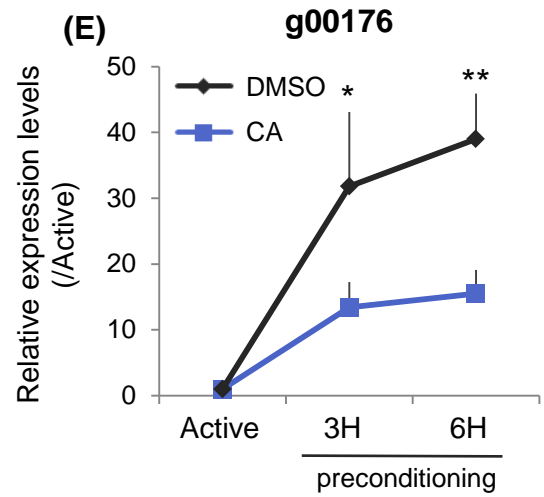 (E) g00176
Relative expression levels
(/Active)
50
40
30
20
10
0
DMSO
CA
*
**
Active 3H 6H
preconditioning